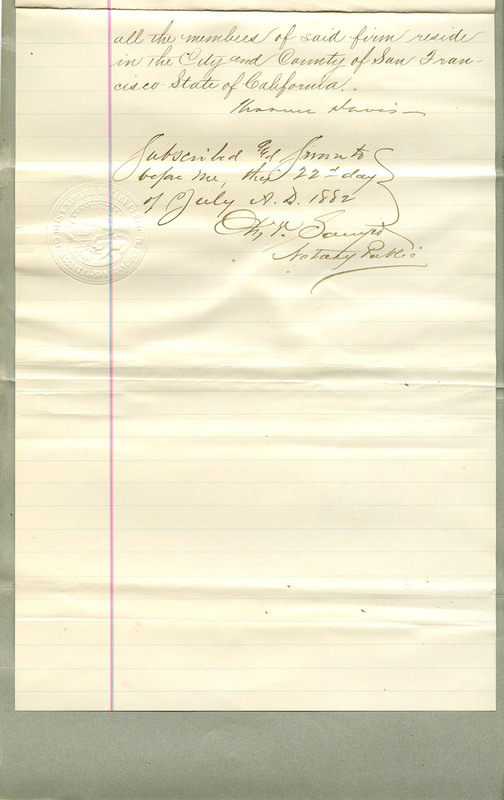 all the members of said firm reside
in the City and County of San Fran-
cisco State of California.
Davis
Subscribed and Sworn to
before me, this 22nd day
of July A. D. 1882
Notary Public